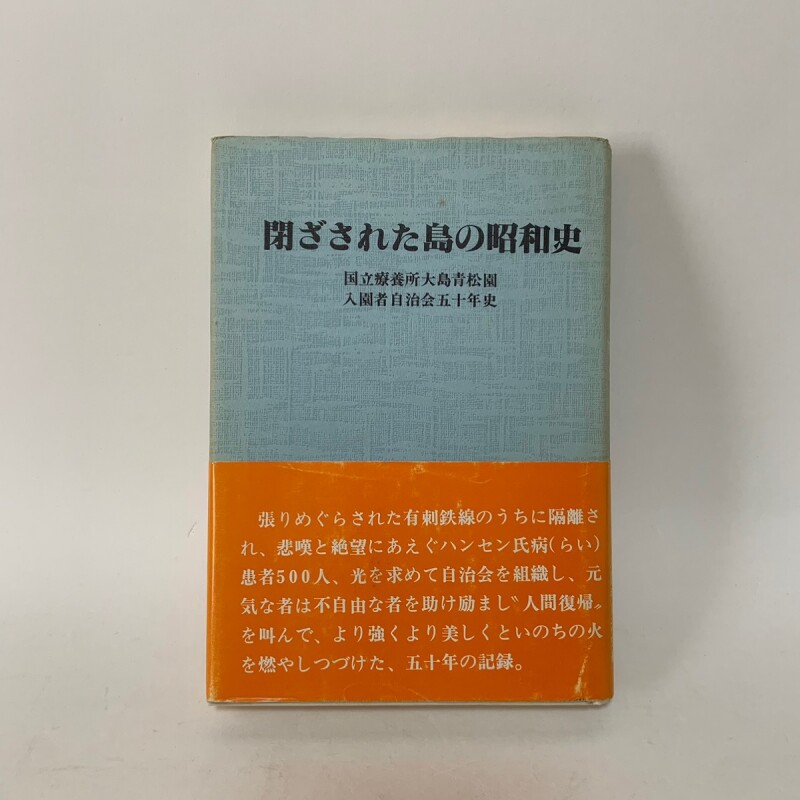 閉ざされた島の昭和史
国立療養所大島青松園
入園者自治会五十年史
張りめぐらされた有刺鉄線のうちに隔離さ
れ、悲嘆と絶望にあえぐハンセン氏病(らい)
患者500人、光を求めて自治会を組織し、元
気な者は不自由な者を助け励まし〝人間復帰〟
を叫んで、より強くより美しくといのちの火
を燃やしつづけた、五十年の記録。